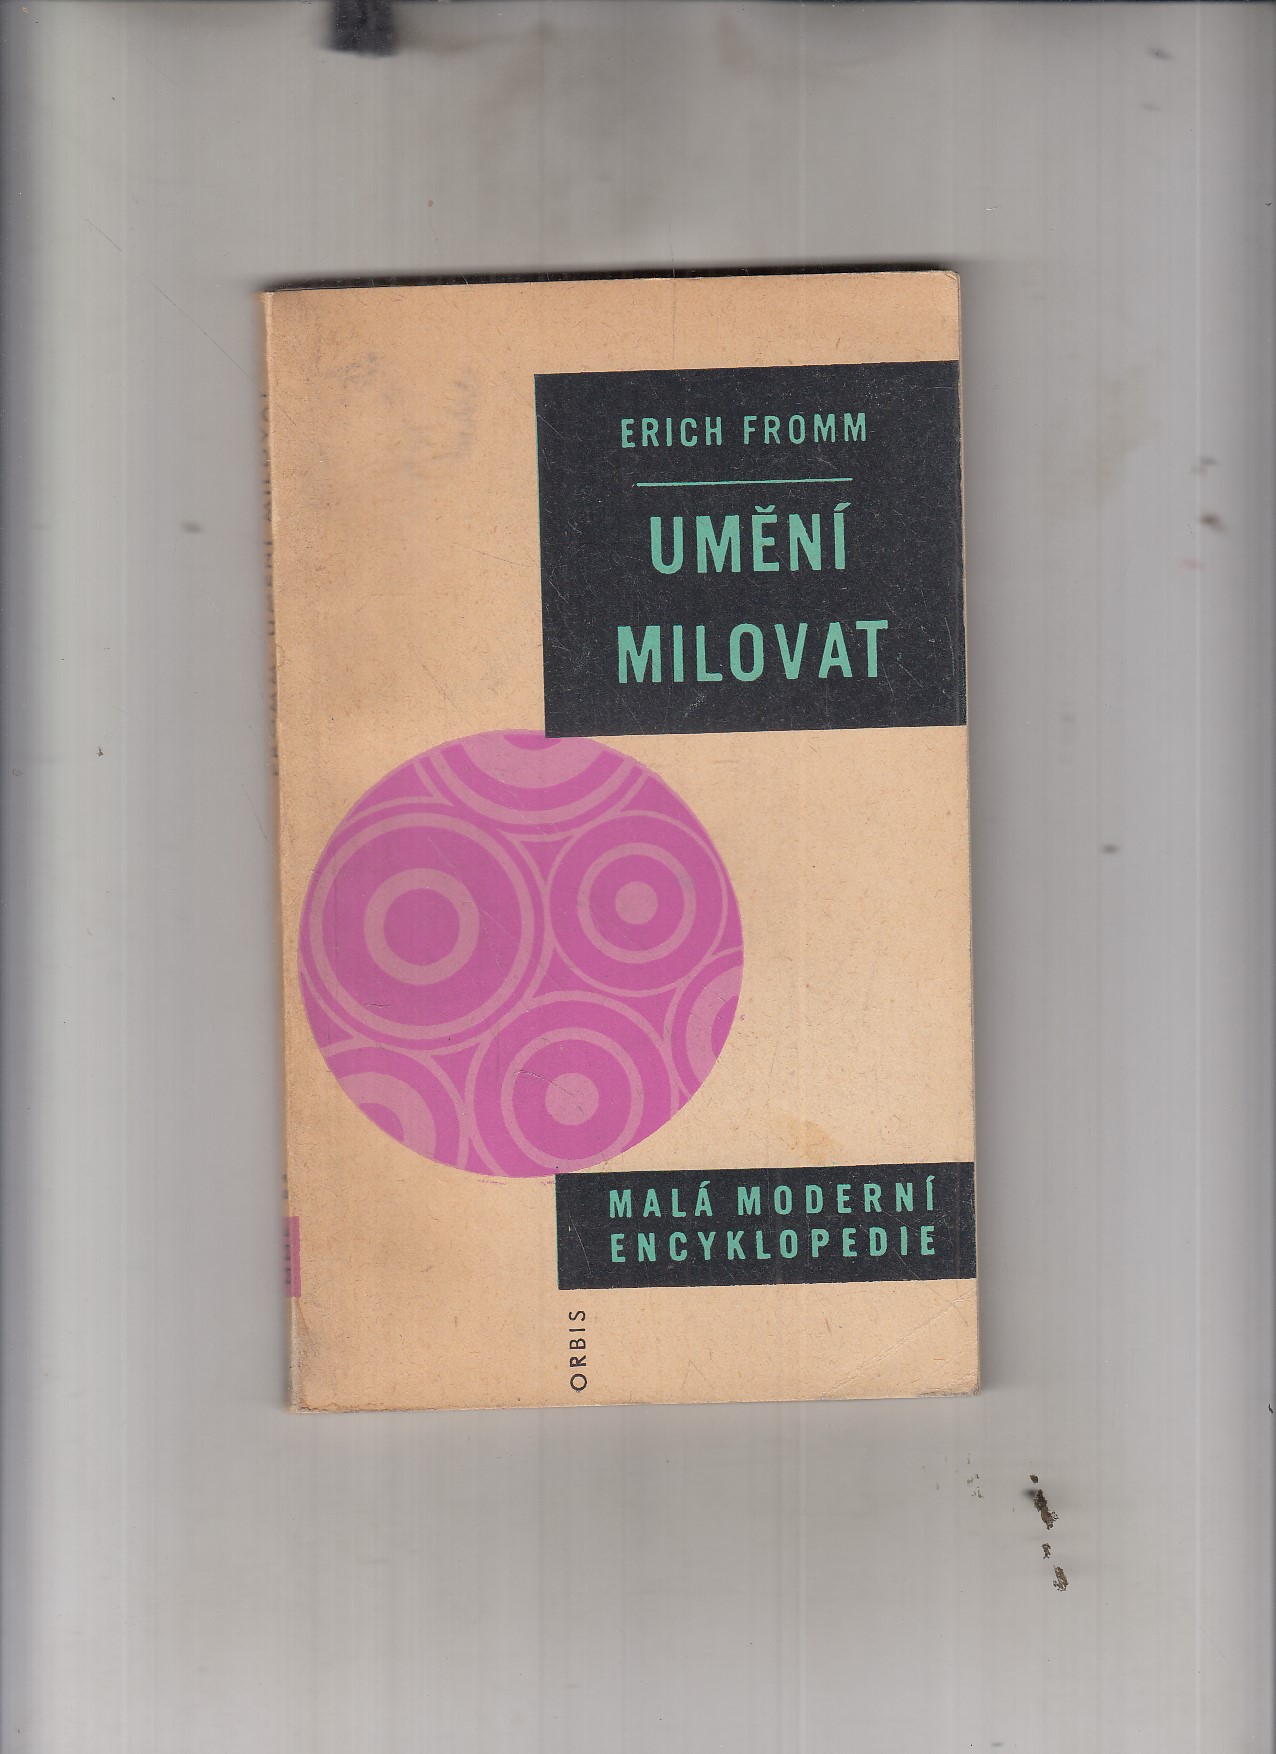 ERICH FROMM
UMĚNÍ
MILOVAT
MALÁ MODERNÍ
ENCYKLOPEDIE
ORBIS